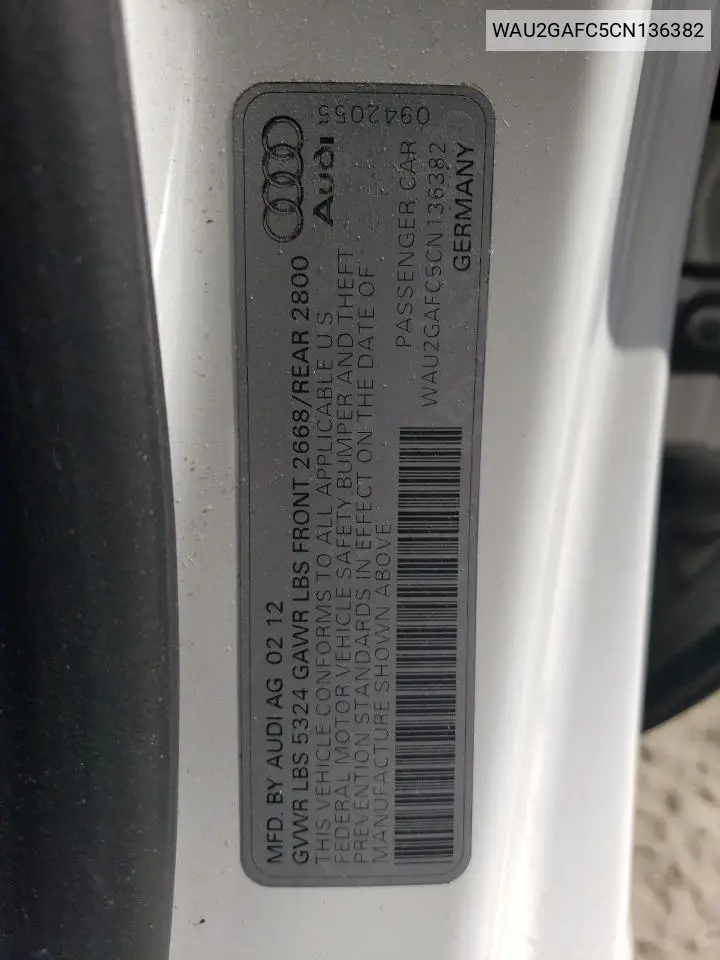 WAU2GAFC5CN136382
MFD. BY AUDI AG 02 12
GVWR LBS 5324 GAWR LBS FRONT 2668/REAR 2800
THIS VEHICLE CONFORMS TO ALL APPLICABLE U S
FEDERAL MOTOR VEHICLE SAFETY, BUMPER AND THEFT
PREVENTION STANDARDS IN EFFECT ON THE DATE OF
MANUFACTURE SHOWN ABOVE
Audi
0942055
PASSENGER CAR
WAU2GAFC5CN136382
GERMANY